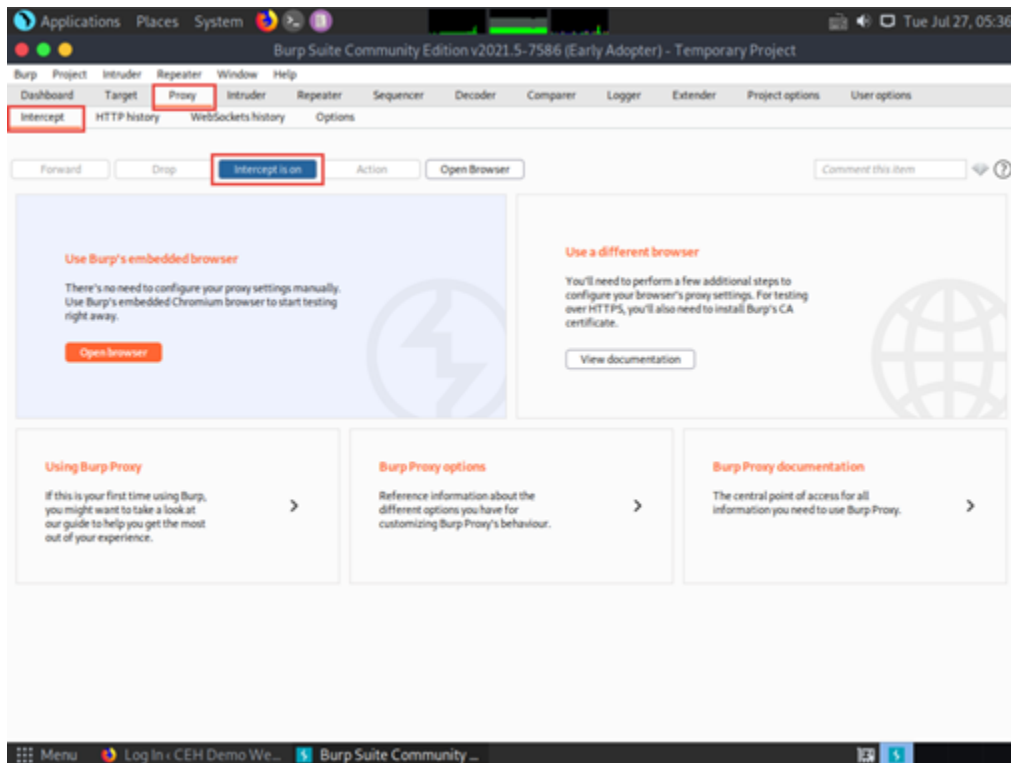 Applications Places System Tue Jul 27, 05:36
Burp Suite Community Edition v2021.5-7586 (Early Adopter) - Temporary Project
Burp Project Intruder Repeater Window Help
Dashboard Target Proxy Intruder Repeater Sequencer Decoder Comparer Logger Extender Project options User options
Intercept HTTP history WebSockets history Options
Forward Drop Intercept is on Action Open Browser Comment this item ?
Use Burp's embedded browser
There's no need to configure your proxy settings manually.
Use Burp's embedded Chromium browser to start testing
right away.
Open browser
Use a different browser
You'll need to perform a few additional steps to
configure your browser's proxy settings. For testing
over HTTPS, you'll also need to install Burp's CA
certificate.
View documentation
Using Burp Proxy
If this is your first time using Burp,
you might want to take a look at
our guide to help you get the most
out of your experience.
Burp Proxy options
Reference information about the
different options you have for
customizing Burp Proxy's behaviour.
Burp Proxy documentation
The central point of access for all
information you need to use Burp Proxy.
Menu Log In ‹ CEH Demo We... Burp Suite Community ...